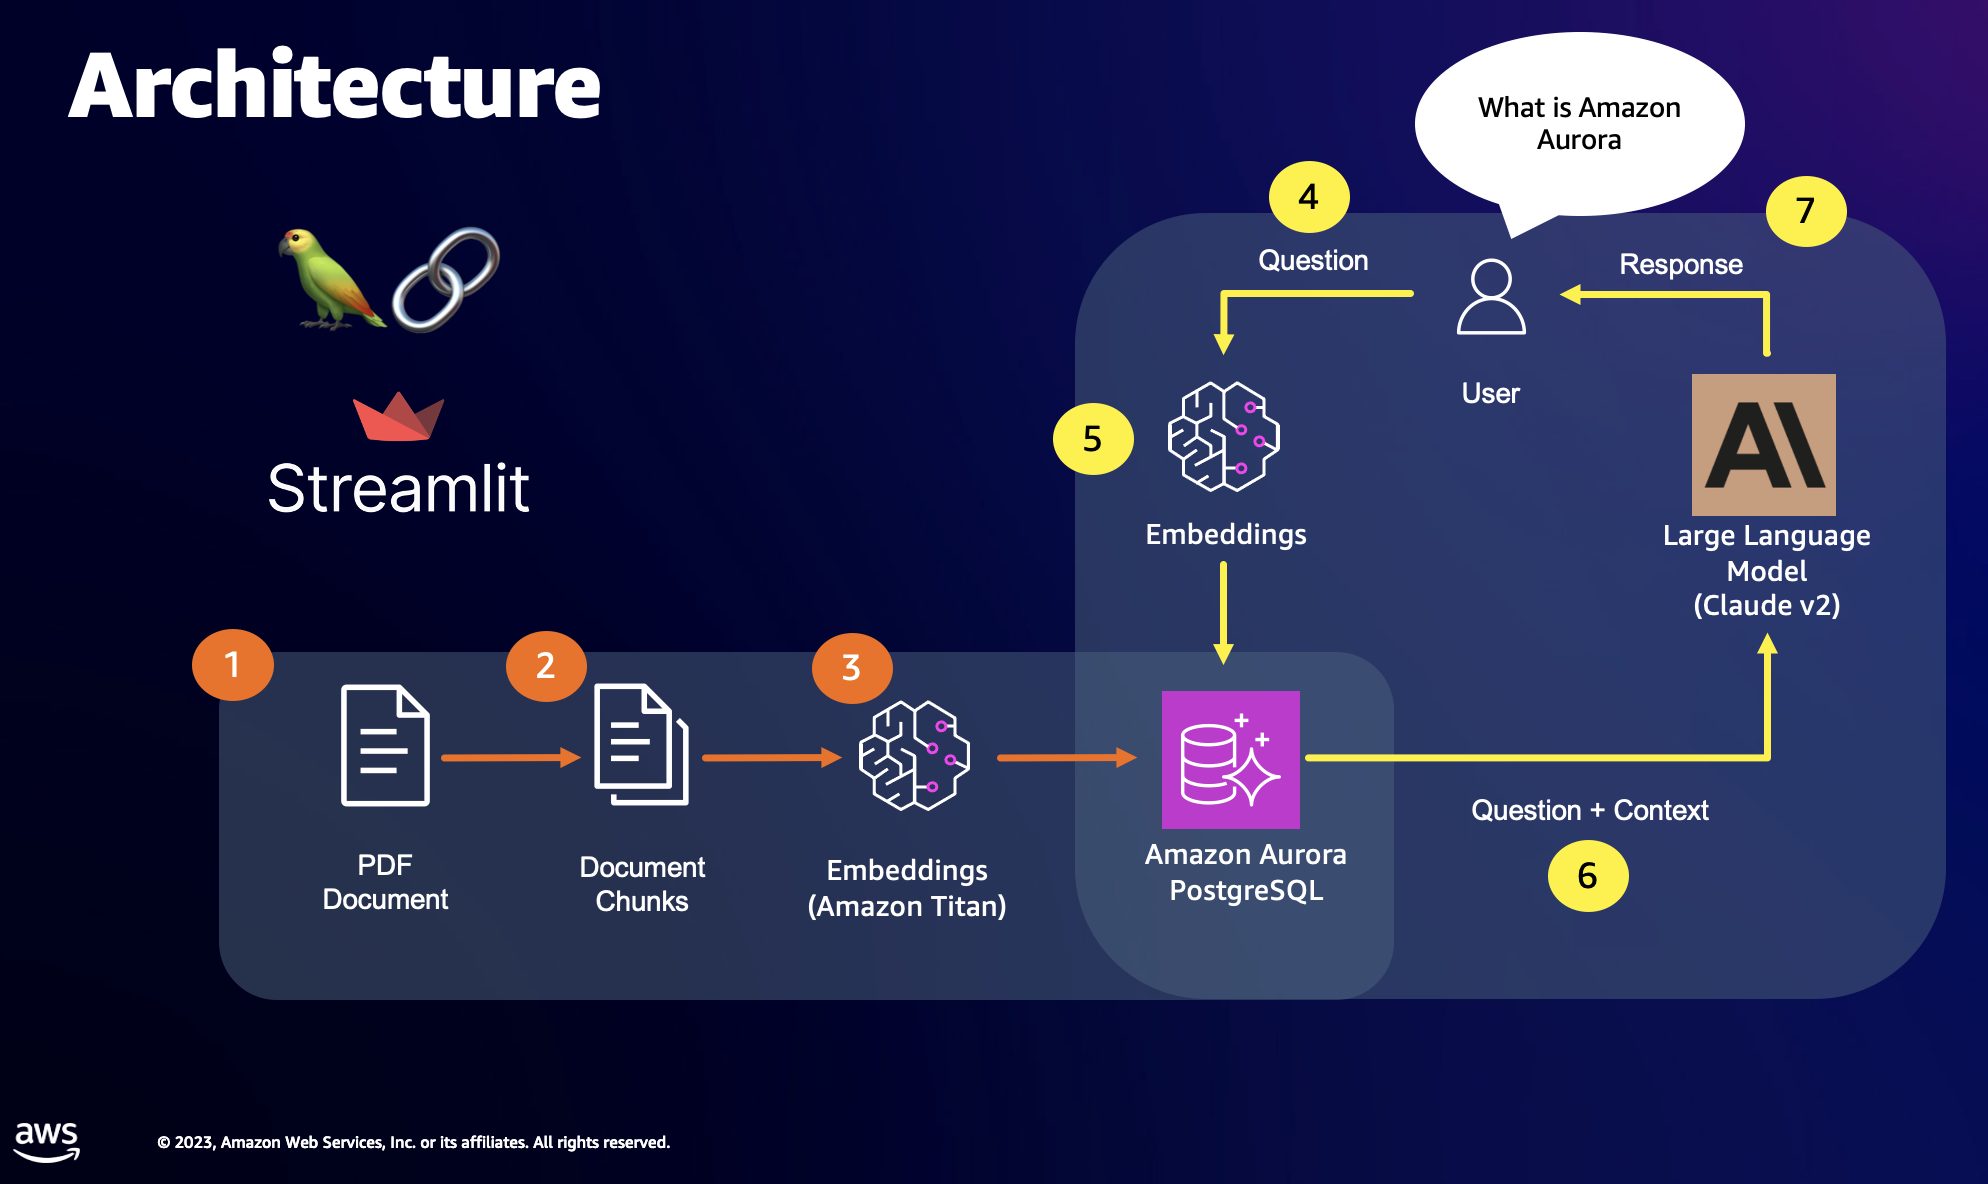 Architecture
What is Amazon
Aurora
4
7
Question
Response
User
5
Embeddings
AI
Large Language
Model
(Claude v2)
Streamlit
1
2
3
PDF
Document
Document
Chunks
Embeddings
(Amazon Titan)
Amazon Aurora
PostgreSQL
Question + Context
6
aws
© 2023, Amazon Web Services, Inc. or its affiliates. All rights reserved.